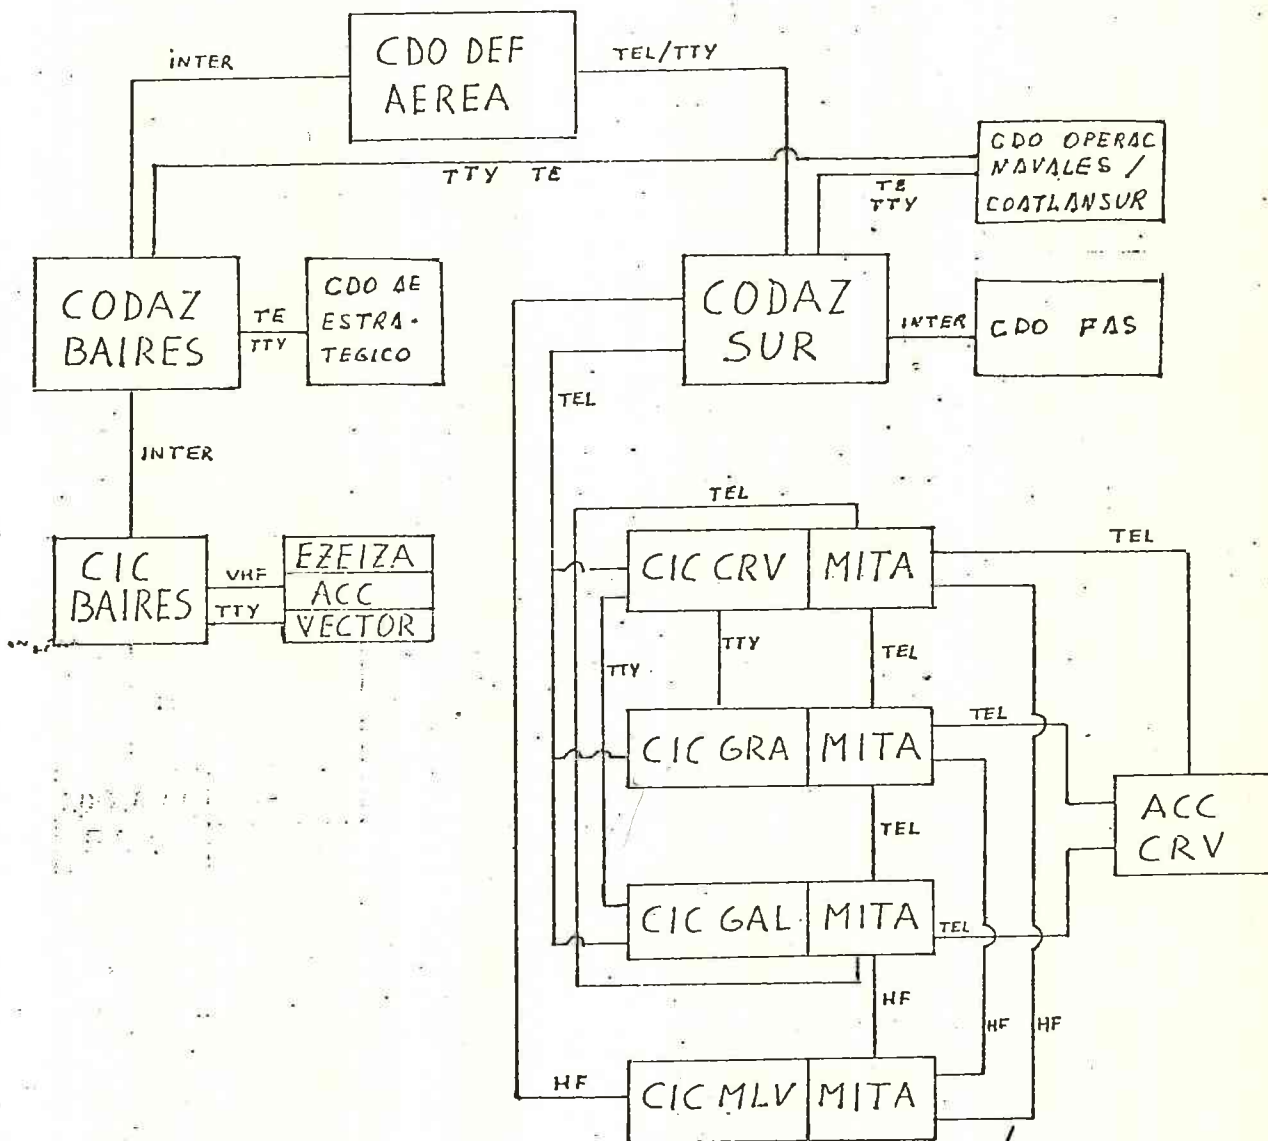 CDO DEF
AEREA
INTER
TEL/TTY
CDO OPERAC
NAVALES /
COATLANSUR
TTY TE
TE
TTY
CODAZ
BAIRES
TE
TTY
CDO AE
ESTRA-
TEGICO
CODAZ
SUR
INTER
CDO FAS
TEL
INTER
CIC
BAIRES
VHF
TTY
EZEIZA
ACC
VECTOR
TEL
CIC CRV
MITA
TEL
TTY
TTY
TEL
CIC GRA
MITA
TEL
TEL
ACC
CRV
CIC GAL
MITA
TEL
HF
HF
HF
HF
CIC MLV
MITA